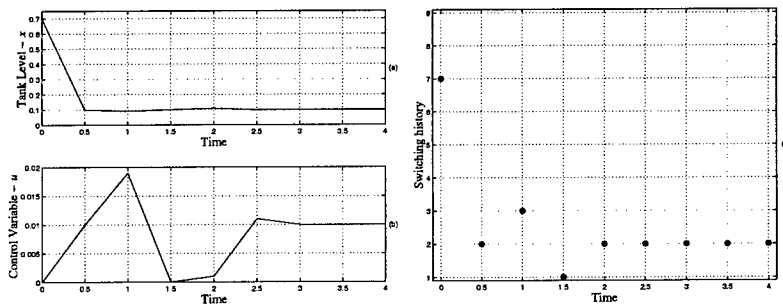 0.7
0.6
0.5
0.4
0.3
0.2
0.1
0
Tank Level - x
0 0.5 1 1.5 2 2.5 3 3.5 4
Time
(a)
0.02
0.015
0.01
0.005
0
Control Variable - u
0 0.5 1 1.5 2 2.5 3 3.5 4
Time
(b)
9
8
7
6
5
4
3
2
1
Switching history
0 0.5 1 1.5 2 2.5 3 3.5 4
Time